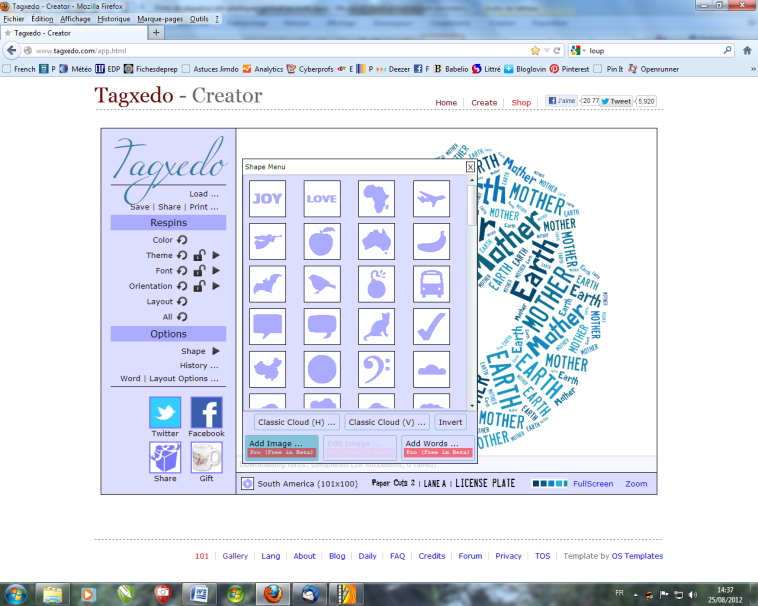 Tagxedo - Creator - Mozilla Firefox
Fichier Édition Affichage Historique Marque-pages Outils ?
Tagxedo - Creator
www.tagxedo.com/app.html
loup
French P Météo EDP Fichesdeprep Astuces Jimdo Analytics Cyberprofs E P Deezer F Babelio Littré Bloglovin Pinterest Pin It Openrunner
Tagxedo - Creator
Home Create Shop J'aime 20 77 Tweet 5,920
Tagxedo
Load ...
Save | Share | Print ...
Respins
Color
Theme
Font
Orientation
Layout
All
Options
Shape
History ...
Word | Layout Options ...
Twitter Facebook
Share Gift
Shape Menu
JOY LOVE
Classic Cloud (H) ... Classic Cloud (V) ... Invert
Add Image ... Edit Image ... Add Words ...
Pro (Free in Beta) Pro (Free in Beta)
EARTH
Mother
MOTHER
Earth
MOTHER
Mother
Earth
MOTHER
EARTH
South America (101x100) Paper Cuts 2 | LANE A | LICENSE PLATE FullScreen Zoom
101 Gallery Lang About Blog Daily FAQ Credits Forum Privacy TOS Template by OS Templates
FR 14:37
25/08/2012